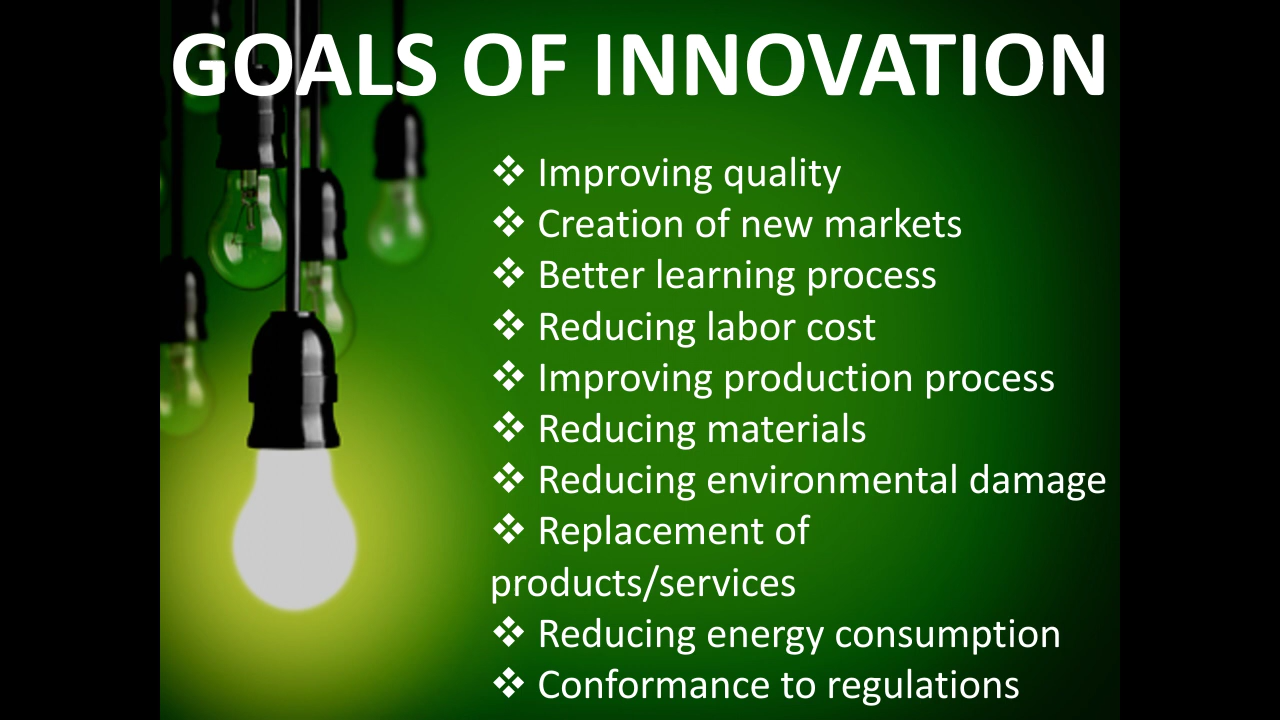 GOALS OF INNOVATION
❖ Improving quality
❖ Creation of new markets
❖ Better learning process
❖ Reducing labor cost
❖ Improving production process
❖ Reducing materials
❖ Reducing environmental damage
❖ Replacement of
products/services
❖ Reducing energy consumption
❖ Conformance to regulations